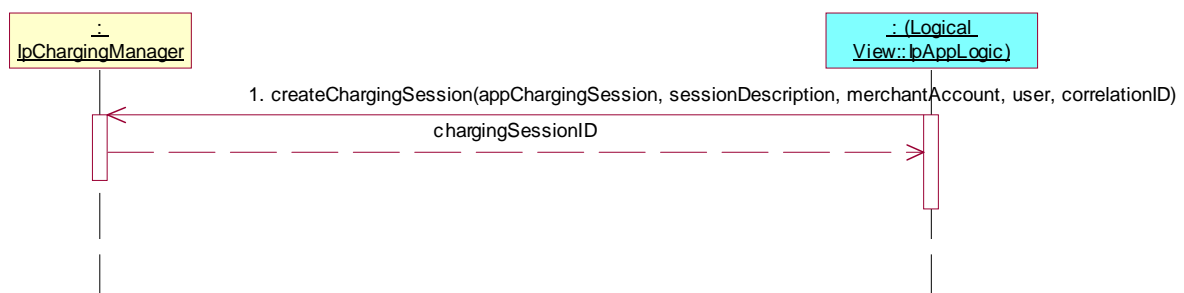 :
IpChargingManager
: (Logical
View::IpAppLogic)
1. createChargingSession(appChargingSession, sessionDescription, merchantAccount, user, correlationID)
chargingSessionID